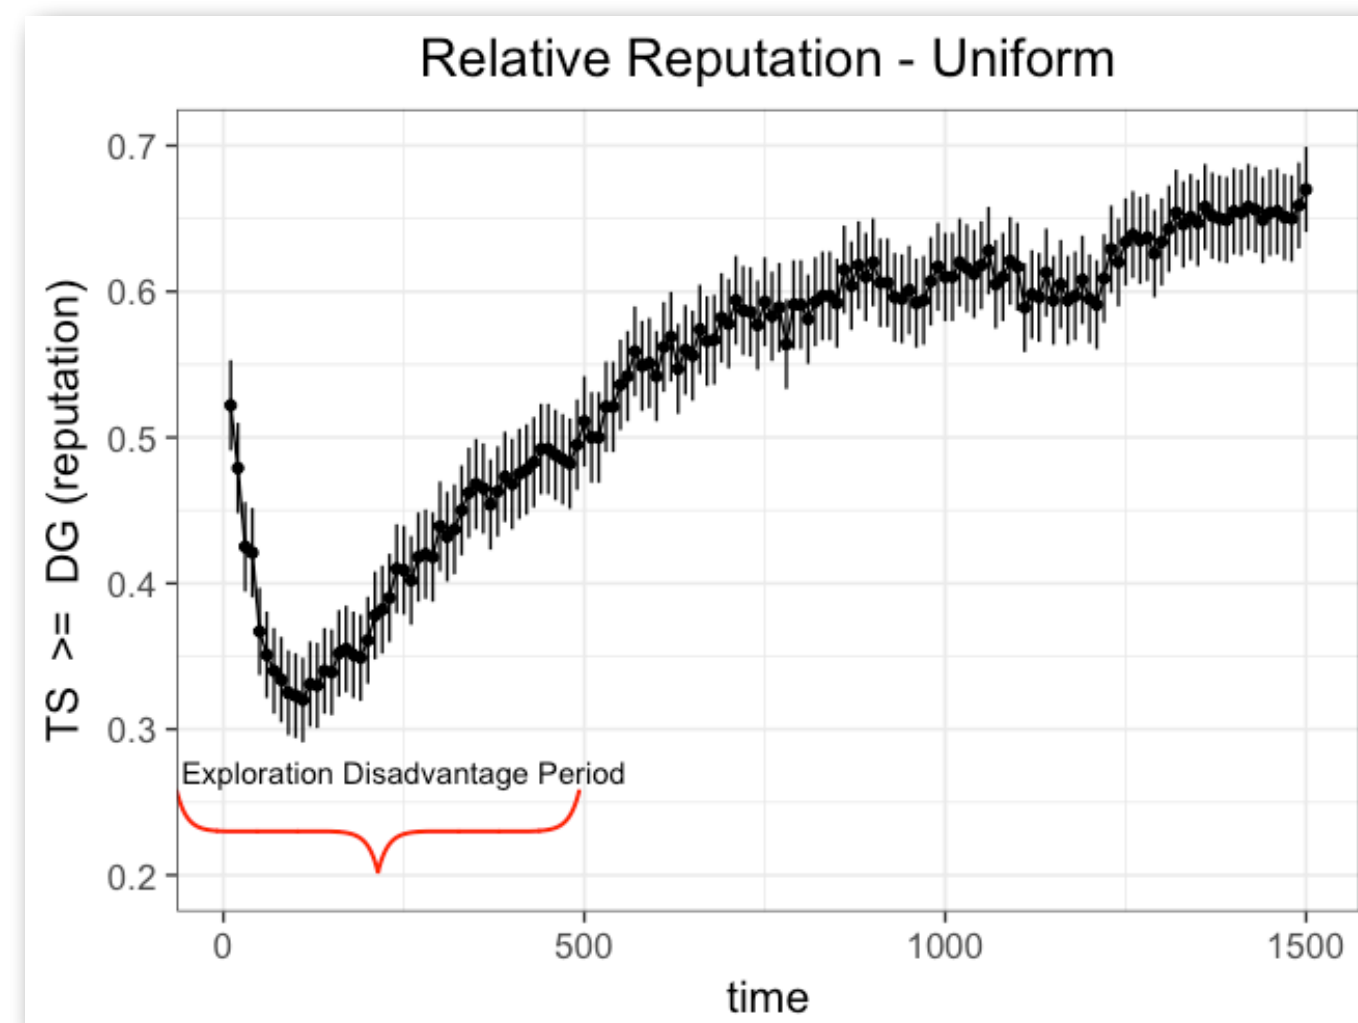 Relative Reputation - Uniform
TS >= DG (reputation)
0.7
0.6
0.5
0.4
0.3
0.2
Exploration Disadvantage Period
0 500 1000 1500
time